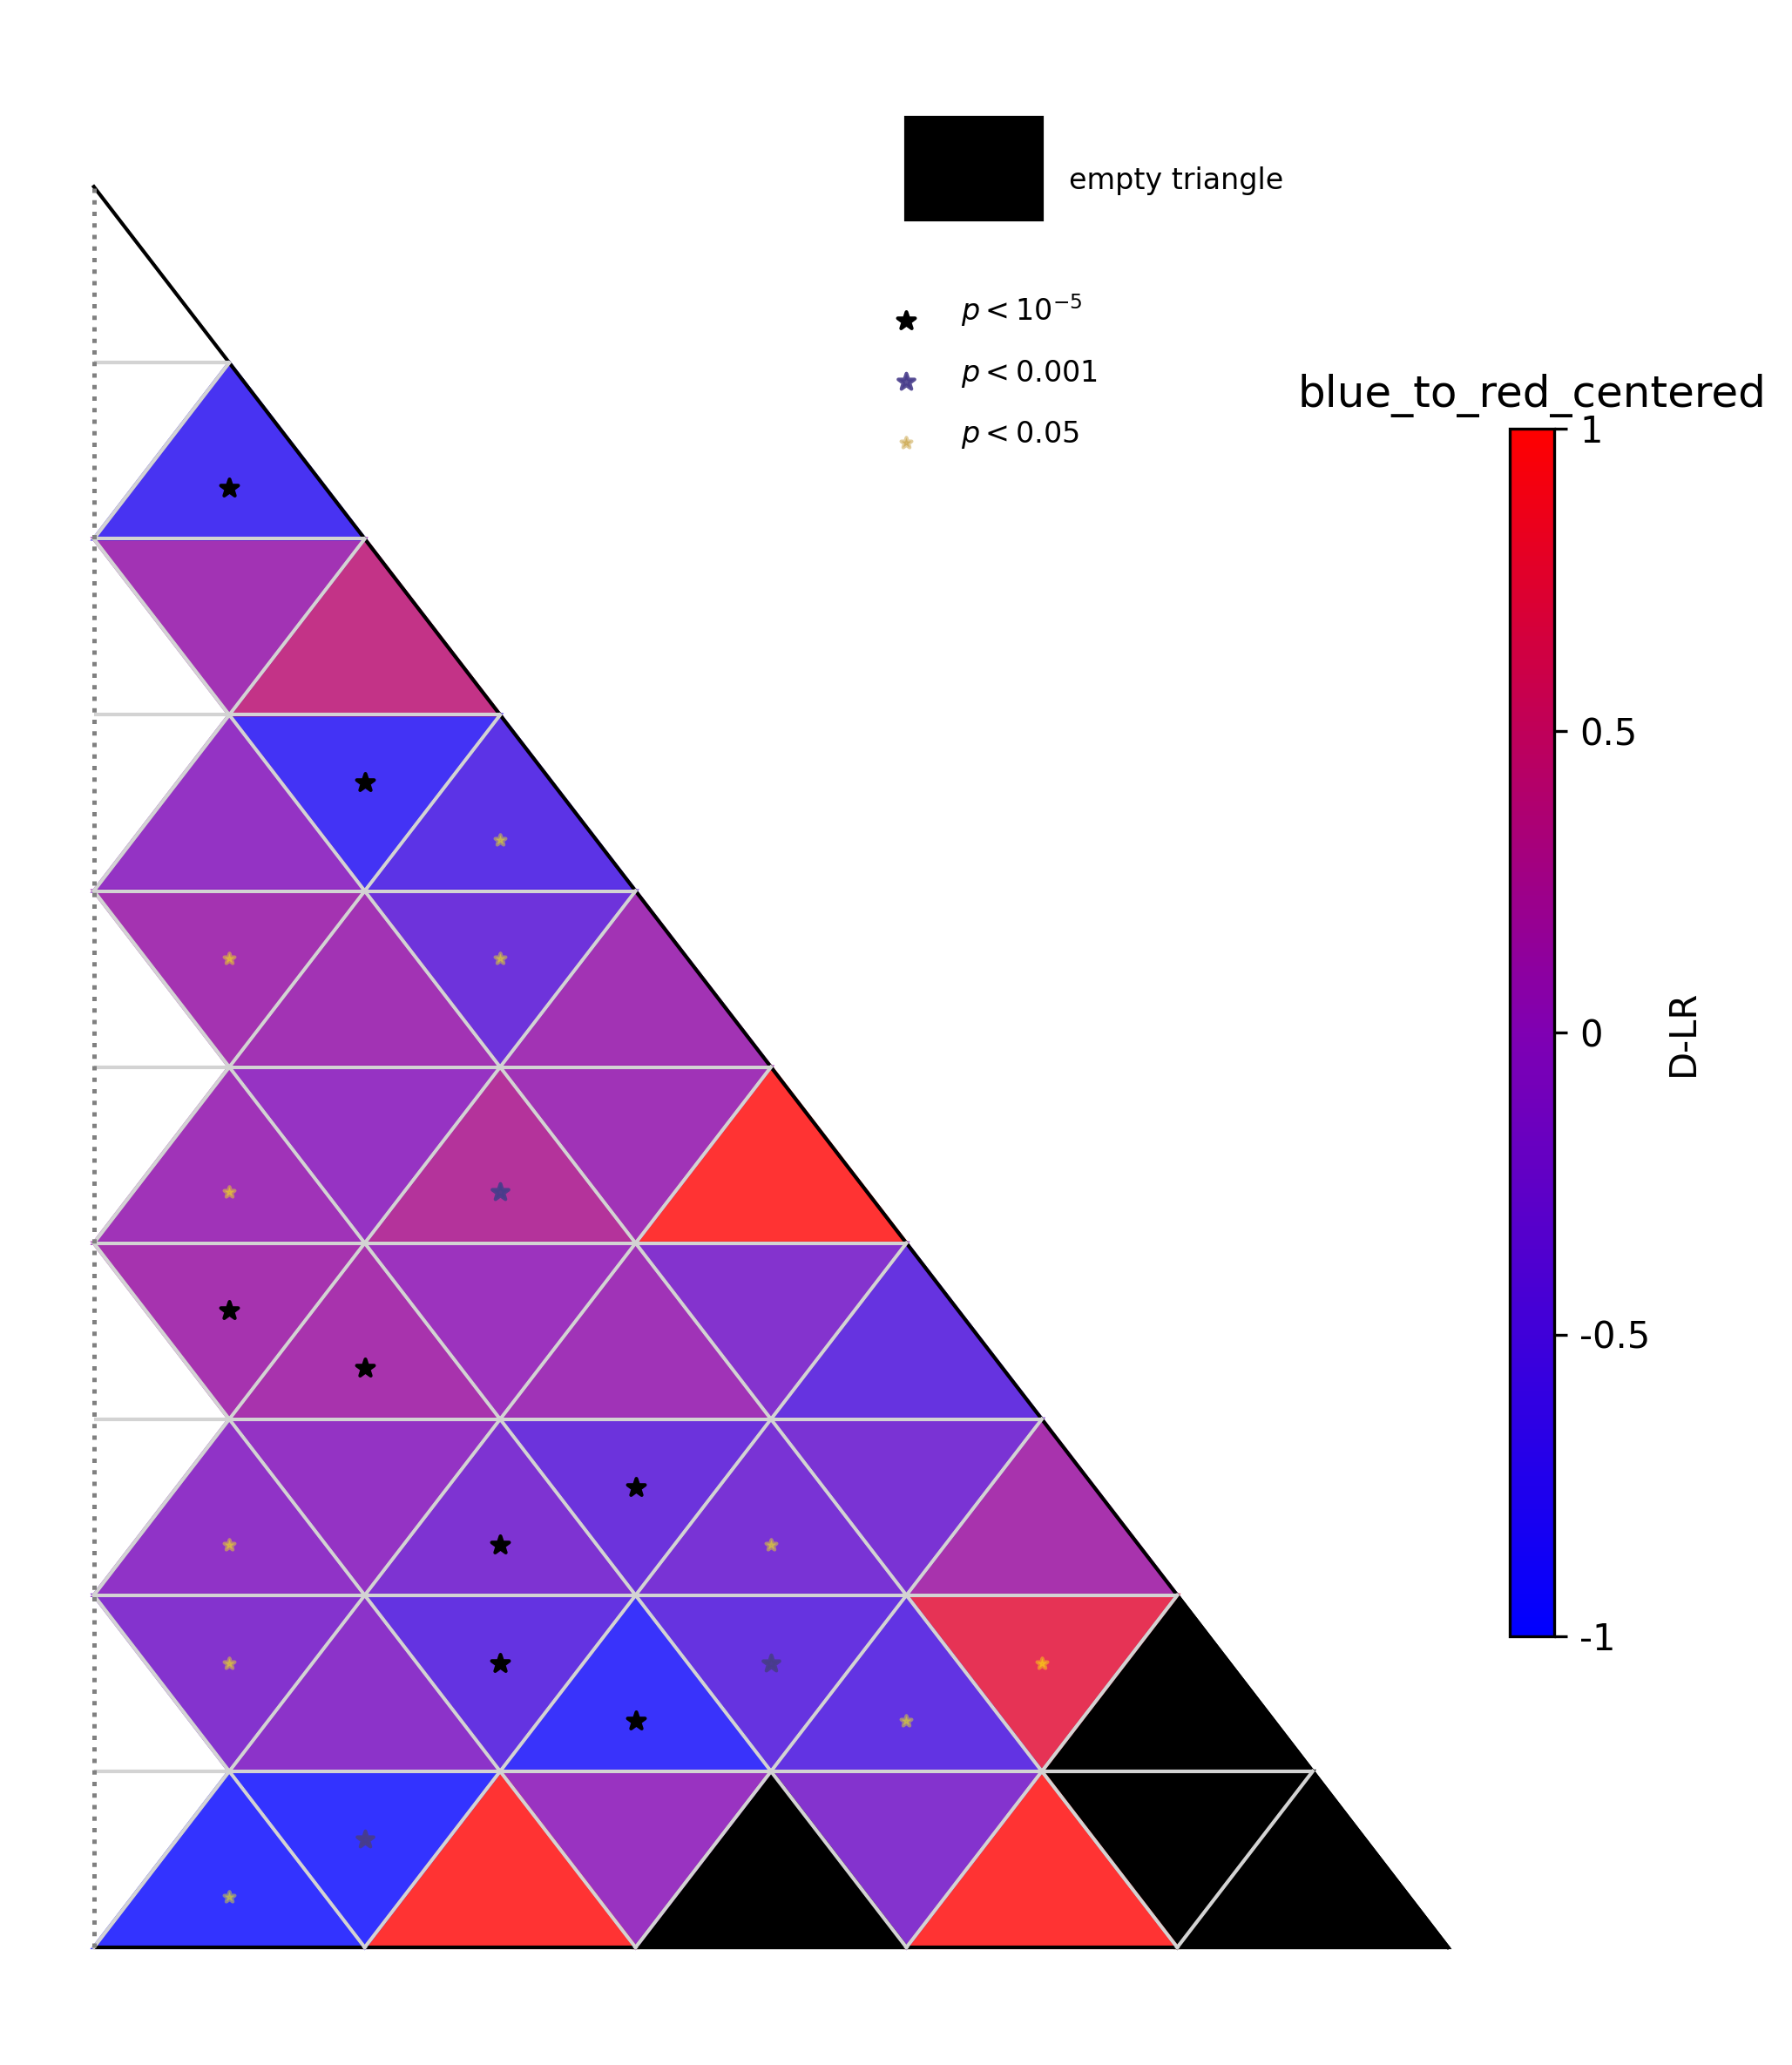 empty triangle
p < 10⁻⁵
p < 0.001
p < 0.05
blue_to_red_centered
1
0.5
0
-0.5
-1
D-LR